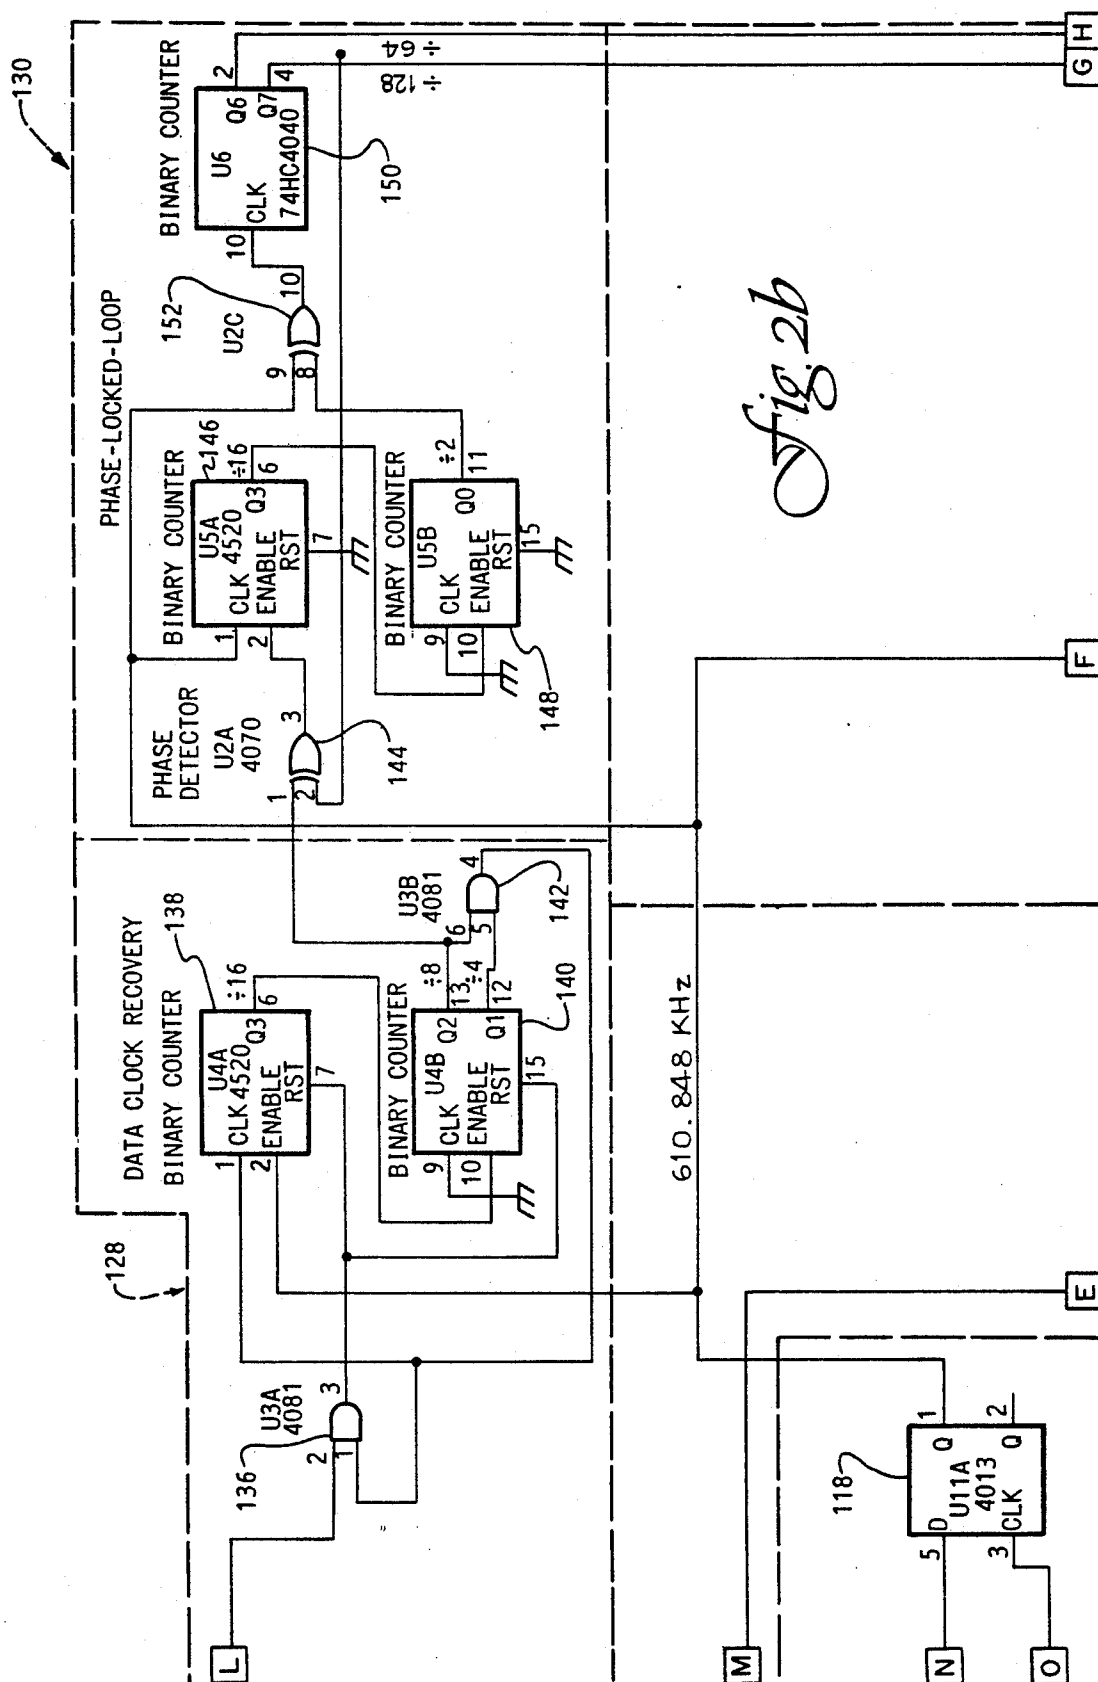 130
BINARY COUNTER
2
Q6
U6
CLK
Q7
4
74HC4040
10
150
÷64
÷128
H
G
PHASE-LOCKED-LOOP
152
U2C
10
9
8
BINARY COUNTER
146
÷16
U5A
4520
Q3
6
CLK
ENABLE
RST
1
2
7
BINARY COUNTER
÷2
U5B
Q0
11
CLK
ENABLE
RST
9
10
15
148
Fig. 2b
PHASE
DETECTOR
U2A
4070
3
1
2
144
F
128
DATA CLOCK RECOVERY
BINARY COUNTER
138
÷16
U4A
4520
Q3
6
CLK
ENABLE
RST
1
2
7
U3B
4081
4
6
5
142
BINARY COUNTER
÷8
13
÷4
12
Q2
Q1
U4B
CLK
ENABLE
RST
9
10
15
140
610.848 KHz
U3A
4081
3
2
1
136
L
E
M
118
1
2
Q
Q
U11A
4013
D
CLK
5
3
N
O